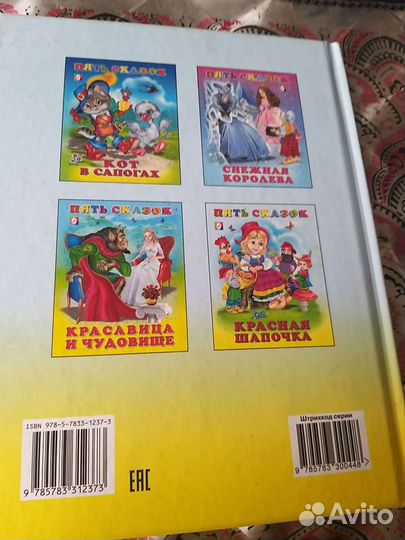 ПЯТЬ СКАЗОК
КОТ
В САПОГАХ
ПЯТЬ СКАЗОК
СНЕЖНАЯ
КОРОЛЕВА
ПЯТЬ СКАЗОК
КРАСАВИЦА
И ЧУДОВИЩЕ
ПЯТЬ СКАЗОК
КРАСНАЯ
ШАПОЧКА
ISBN 978-5-7833-1237-3
9 785783 312373
EAC
Штрихкод серии
9 785783 300448 >
Avito